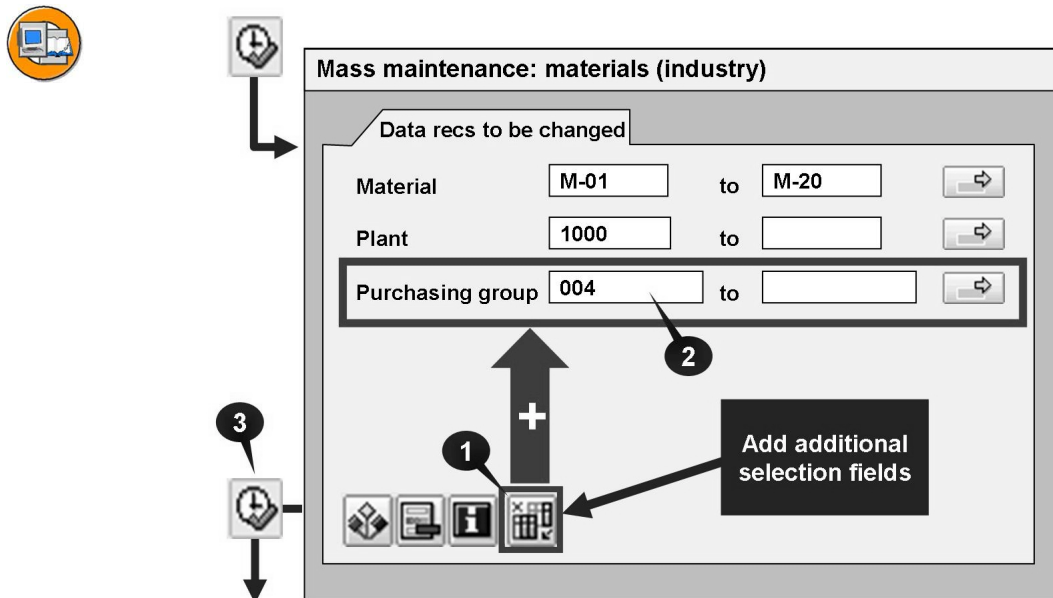 Mass maintenance: materials (industry)
Data recs to be changed
Material M-01 to M-20
Plant 1000 to
Purchasing group 004 to
2
+
3
1
Add additional
selection fields